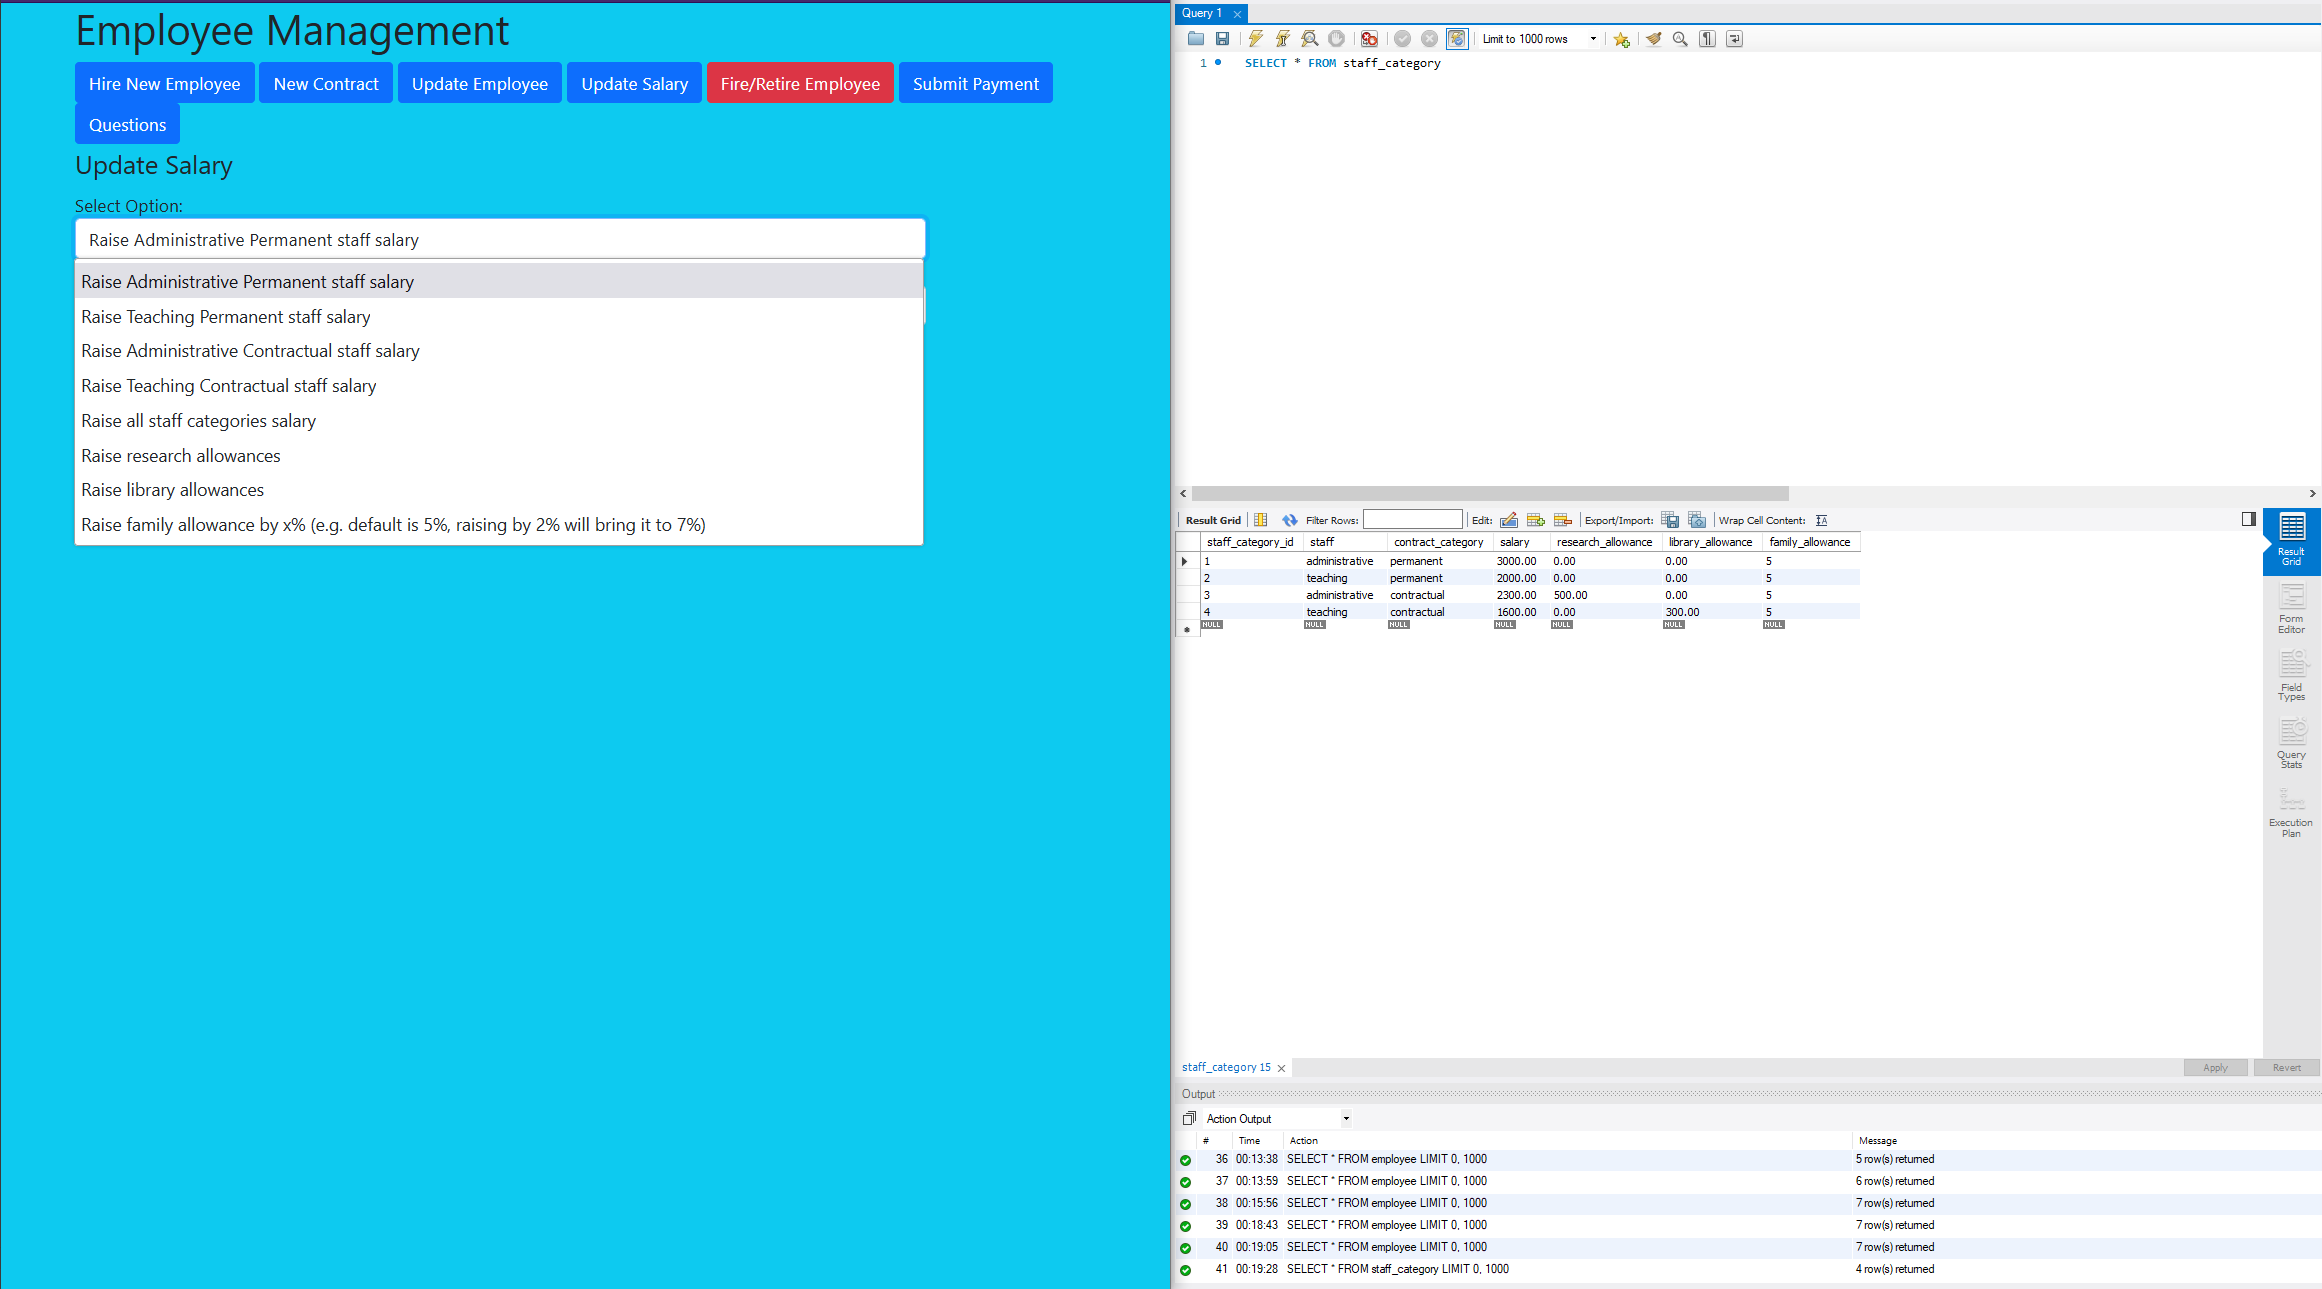 Employee Management
Hire New Employee New Contract Update Employee Update Salary Fire/Retire Employee Submit Payment
Questions
Update Salary
Select Option:
Raise Administrative Permanent staff salary
Raise Administrative Permanent staff salary
Raise Teaching Permanent staff salary
Raise Administrative Contractual staff salary
Raise Teaching Contractual staff salary
Raise all staff categories salary
Raise research allowances
Raise library allowances
Raise family allowance by x% (e.g. default is 5%, raising by 2% will bring it to 7%)
Query 1
Limit to 1000 rows
1 SELECT * FROM staff_category
Result Grid Filter Rows: Edit: Export/Import: Wrap Cell Content:
staff_category_id staff contract_category salary research_allowance library_allowance family_allowance
1 administrative permanent 3000.00 0.00 0.00 5
2 teaching permanent 2000.00 0.00 0.00 5
3 administrative contractual 2300.00 500.00 0.00 5
4 teaching contractual 1600.00 0.00 300.00 5
NULL NULL NULL NULL NULL NULL NULL
Result
Grid
Form
Editor
Field
Types
Query
Stats
Execution
Plan
staff_category 15
Apply Revert
Output
Action Output
# Time Action Message
36 00:13:38 SELECT * FROM employee LIMIT 0, 1000 5 row(s) returned
37 00:13:59 SELECT * FROM employee LIMIT 0, 1000 6 row(s) returned
38 00:15:56 SELECT * FROM employee LIMIT 0, 1000 7 row(s) returned
39 00:18:43 SELECT * FROM employee LIMIT 0, 1000 7 row(s) returned
40 00:19:05 SELECT * FROM employee LIMIT 0, 1000 7 row(s) returned
41 00:19:28 SELECT * FROM staff_category LIMIT 0, 1000 4 row(s) returned